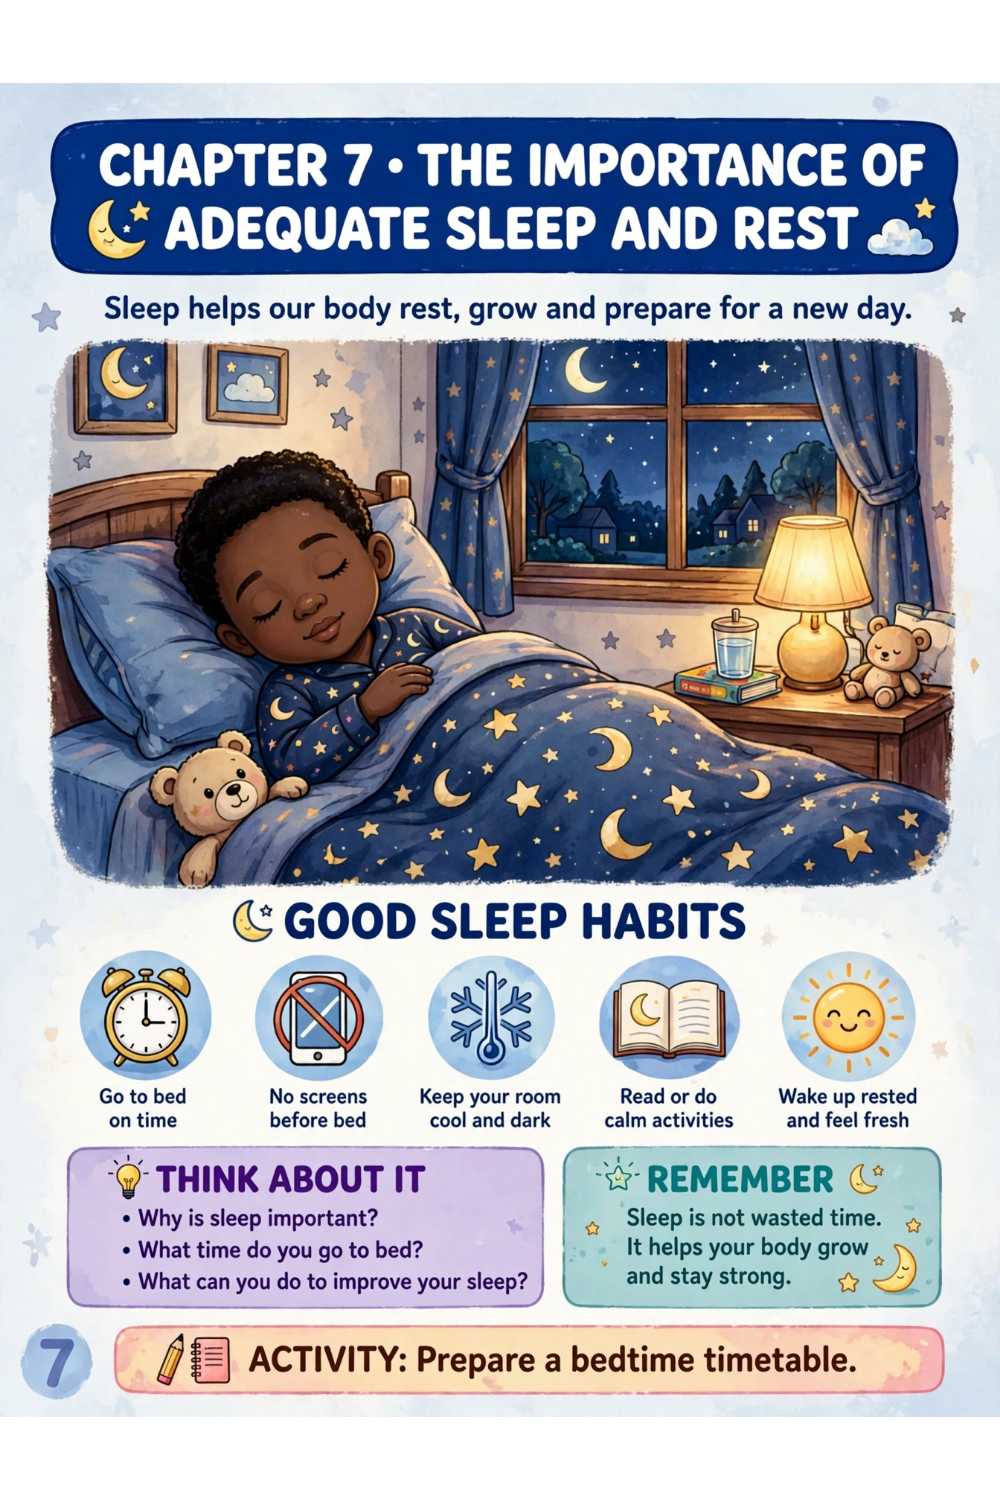 CHAPTER 7 • THE IMPORTANCE OF
ADEQUATE SLEEP AND REST
Sleep helps our body rest, grow and prepare for a new day.
GOOD SLEEP HABITS
Go to bed
on time
No screens
before bed
Keep your room
cool and dark
Read or do
calm activities
Wake up rested
and feel fresh
THINK ABOUT IT
• Why is sleep important?
• What time do you go to bed?
• What can you do to improve your sleep?
REMEMBER
Sleep is not wasted time.
It helps your body grow
and stay strong.
7
ACTIVITY: Prepare a bedtime timetable.